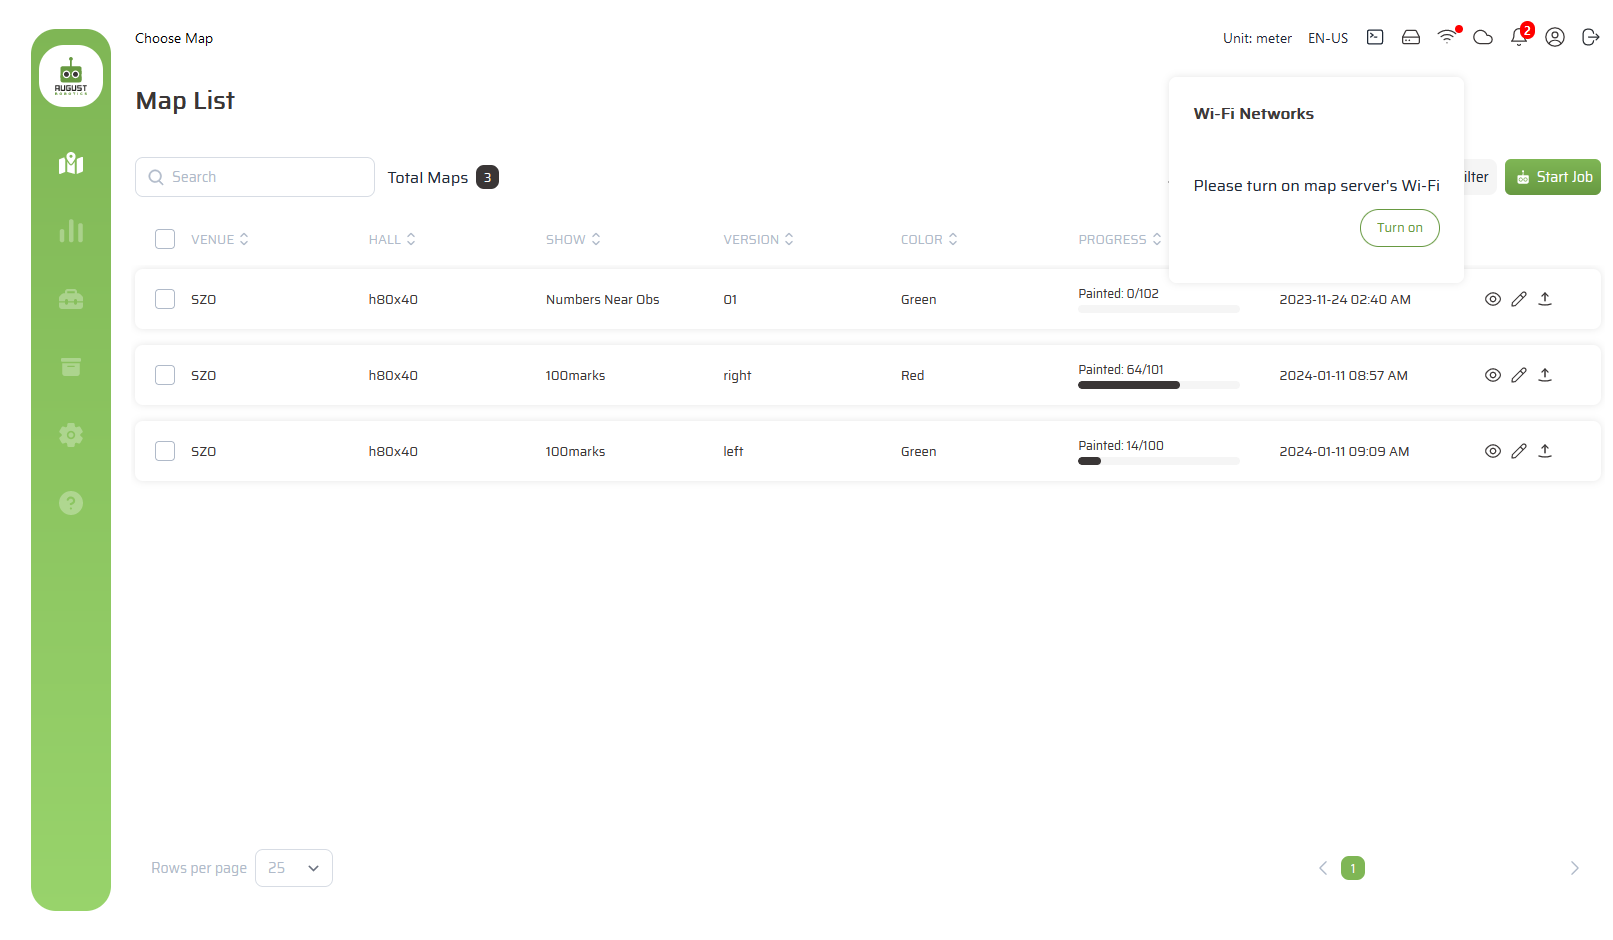 Choose Map
Unit: meter
EN-US
2
AUGUST
ROBOTICS
Map List
Wi-Fi Networks
Search
Total Maps 3
Please turn on map server's Wi-Fi
Start Job
Turn on
VENUE HALL SHOW VERSION COLOR PROGRESS
SZO h80x40 Numbers Near Obs 01 Green Painted: 0/102 2023-11-24 02:40 AM
SZO h80x40 100marks right Red Painted: 64/101 2024-01-11 08:57 AM
SZO h80x40 100marks left Green Painted: 14/100 2024-01-11 09:09 AM
Rows per page 25
1